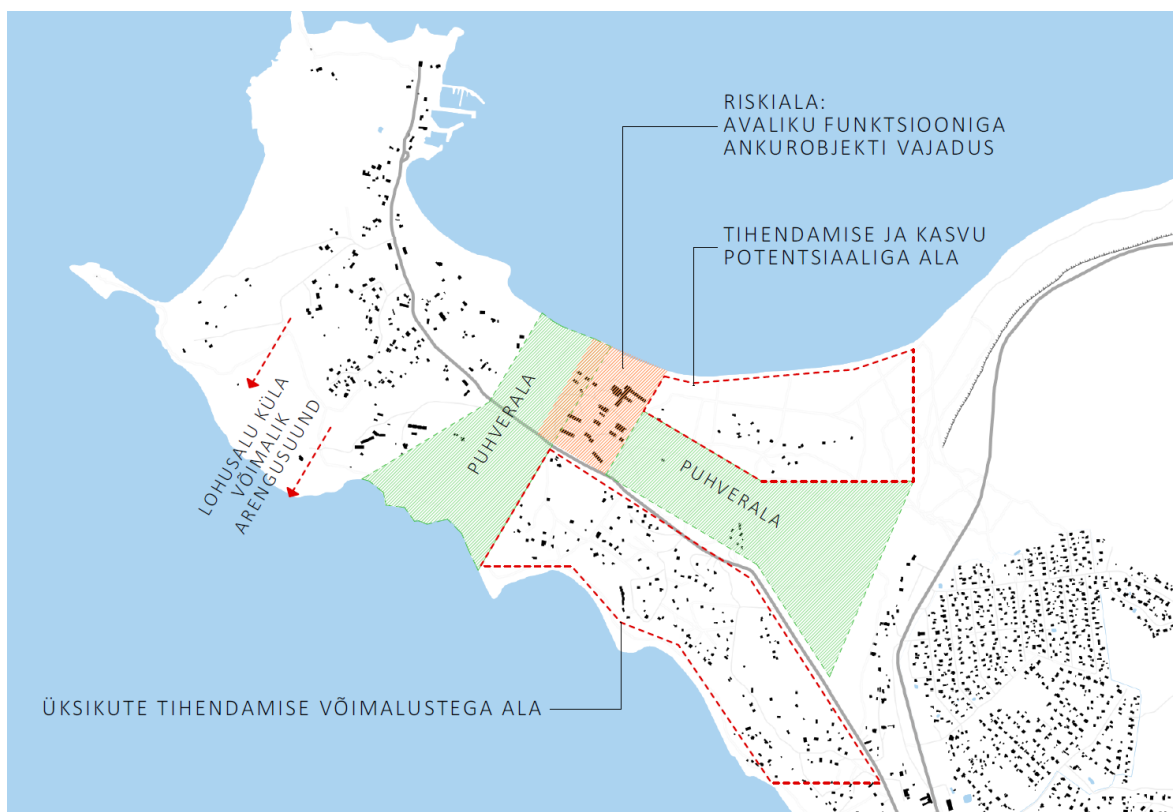 RISKIALA:
AVALIKU FUNKTSIOONIGA
ANKUROBJEKTI VAJADUS
TIHENDAMISE JA KASVU
POTENTSIAALIGA ALA
PUHVERALA
PUHVERALA
LOHUSALU KÜLA
VÕIMALIK
ARENGUSUUND
ÜKSIKUTE TIHENDAMISE VÕIMALUSTEGA ALA